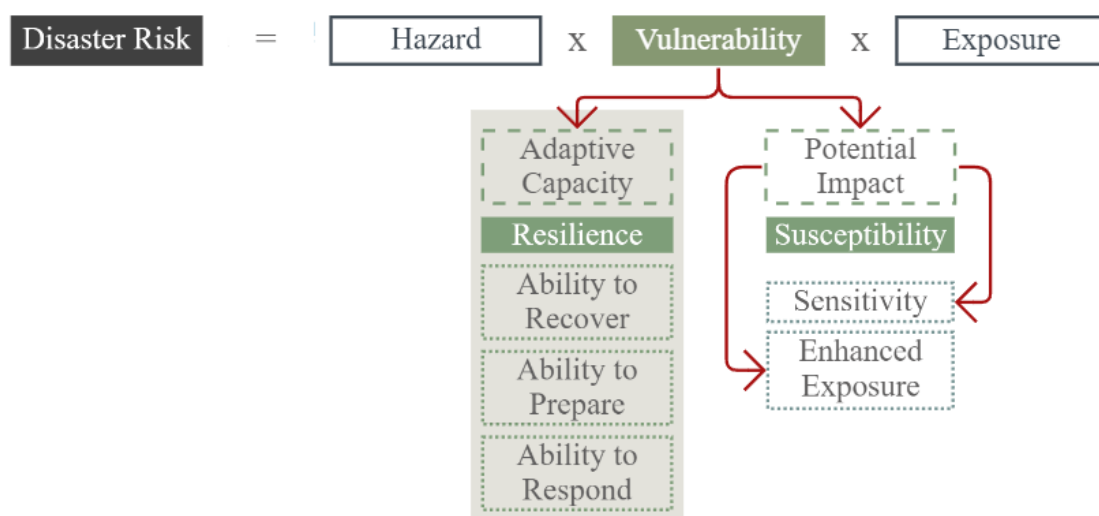 Disaster Risk = Hazard x Vulnerability x Exposure
Adaptive
Capacity
Resilience
Ability to
Recover
Ability to
Prepare
Ability to
Respond
Potential
Impact
Susceptibility
Sensitivity
Enhanced
Exposure